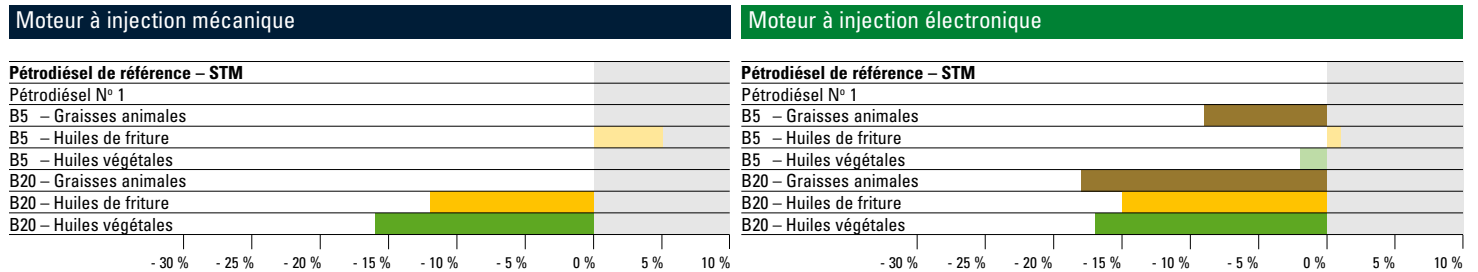 Moteur à injection mécanique
Pétrodiésel de référence – STM
Pétrodiésel Nº 1
B5 – Graisses animales
B5 – Huiles de friture
B5 – Huiles végétales
B20 – Graisses animales
B20 – Huiles de friture
B20 – Huiles végétales
- 30 % - 25 % - 20 % - 15 % - 10 % - 5 % 0 % 5 % 10 %
Moteur à injection électronique
Pétrodiésel de référence – STM
Pétrodiésel Nº 1
B5 – Graisses animales
B5 – Huiles de friture
B5 – Huiles végétales
B20 – Graisses animales
B20 – Huiles de friture
B20 – Huiles végétales
- 30 % - 25 % - 20 % - 15 % - 10 % - 5 % 0 % 5 % 10 %